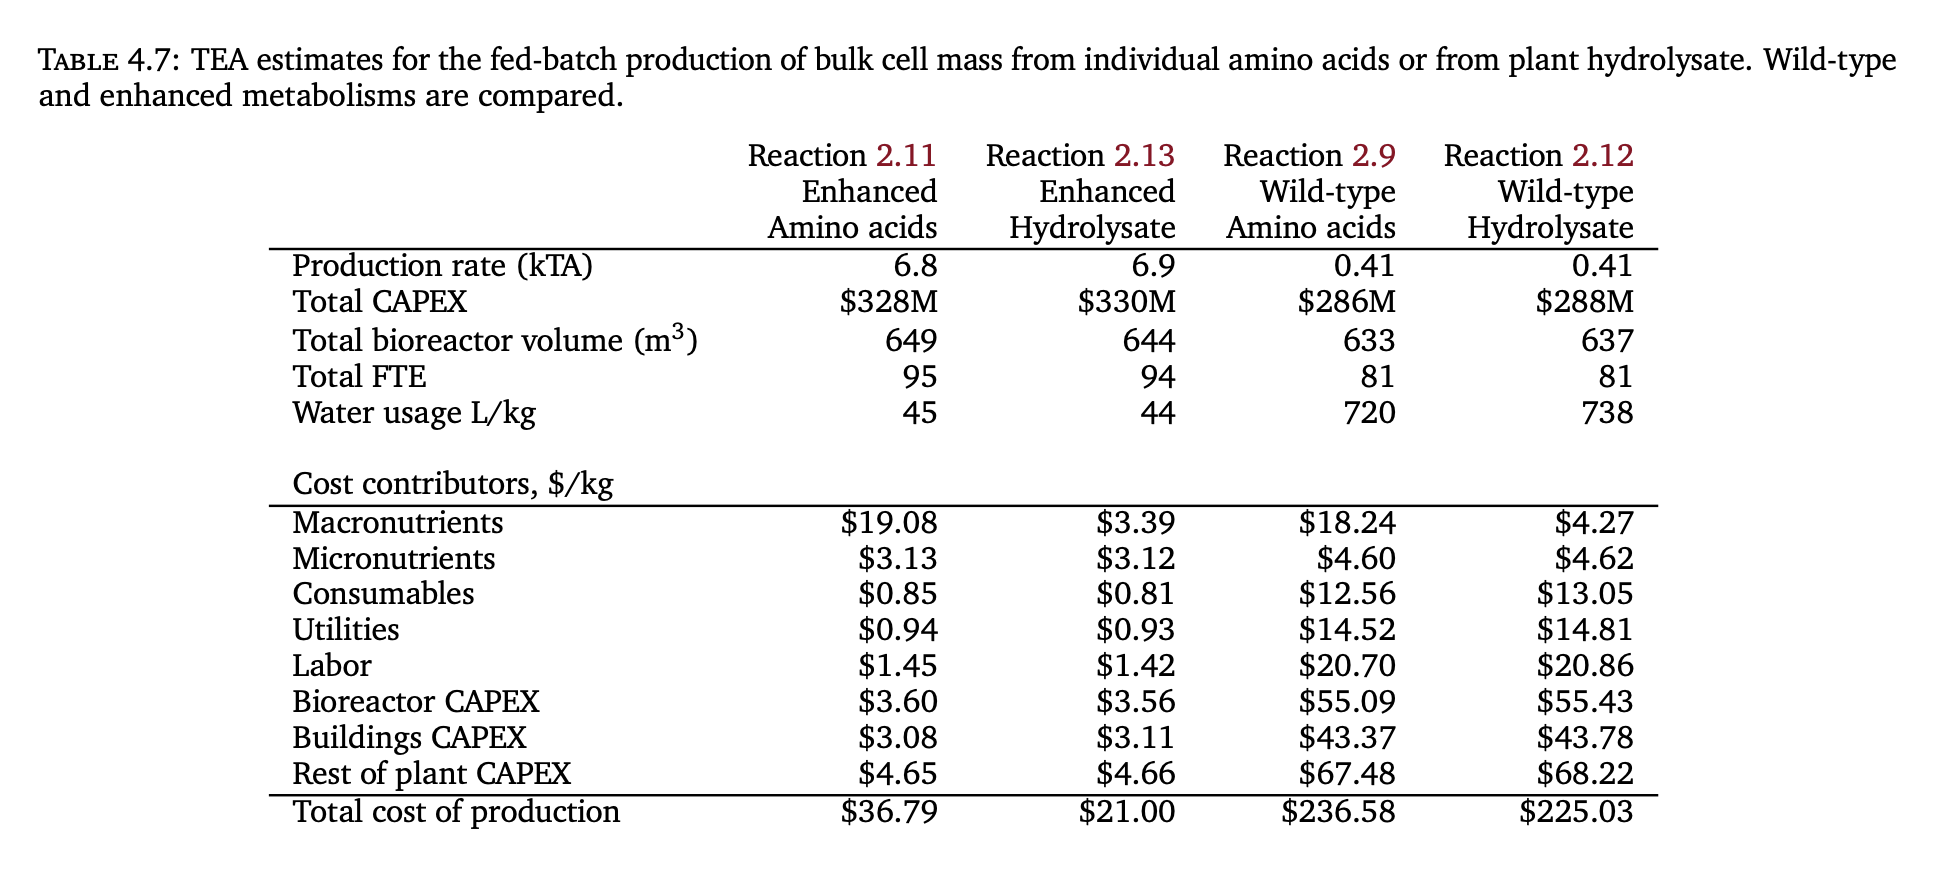 TABLE 4.7: TEA estimates for the fed-batch production of bulk cell mass from individual amino acids or from plant hydrolysate. Wild-type
and enhanced metabolisms are compared.
Reaction 2.11 Reaction 2.13 Reaction 2.9 Reaction 2.12
Enhanced Enhanced Wild-type Wild-type
Amino acids Hydrolysate Amino acids Hydrolysate
Production rate (kTA) 6.8 6.9 0.41 0.41
Total CAPEX $328M $330M $286M $288M
Total bioreactor volume (m³) 649 644 633 637
Total FTE 95 94 81 81
Water usage L/kg 45 44 720 738
Cost contributors, $/kg
Macronutrients $19.08 $3.39 $18.24 $4.27
Micronutrients $3.13 $3.12 $4.60 $4.62
Consumables $0.85 $0.81 $12.56 $13.05
Utilities $0.94 $0.93 $14.52 $14.81
Labor $1.45 $1.42 $20.70 $20.86
Bioreactor CAPEX $3.60 $3.56 $55.09 $55.43
Buildings CAPEX $3.08 $3.11 $43.37 $43.78
Rest of plant CAPEX $4.65 $4.66 $67.48 $68.22
Total cost of production $36.79 $21.00 $236.58 $225.03